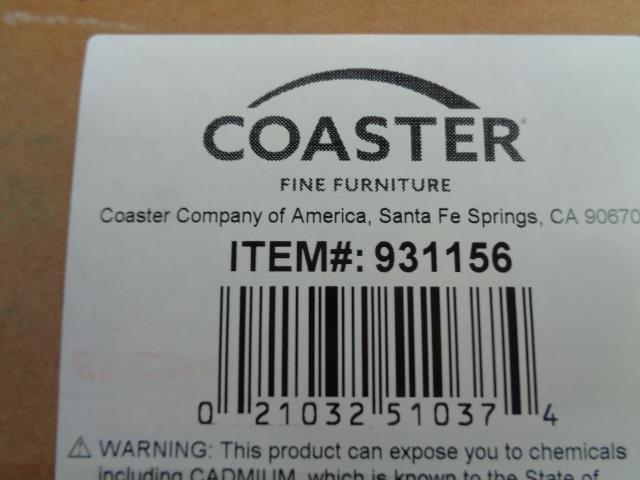 COASTER
FINE FURNITURE
Coaster Company of America, Santa Fe Springs, CA 90670
ITEM#: 931156
0 21032 51037 4
⚠ WARNING: This product can expose you to chemicals
including CADMIUM, which is known to the State of